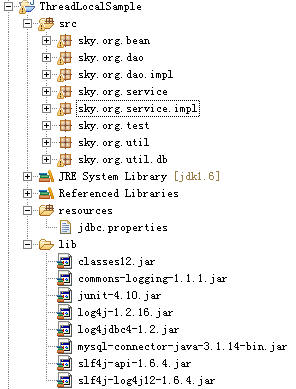 ThreadLocalSample
src
sky.org.bean
sky.org.dao
sky.org.dao.impl
sky.org.service
sky.org.service.impl
sky.org.test
sky.org.util
sky.org.util.db
JRE System Library [jdk1.6]
Referenced Libraries
resources
jdbc.properties
lib
classes12.jar
commons-logging-1.1.1.jar
junit-4.10.jar
log4j-1.2.16.jar
log4jdbc4-1.2.jar
mysql-connector-java-3.1.14-bin.jar
slf4j-api-1.6.4.jar
slf4j-log4j12-1.6.4.jar